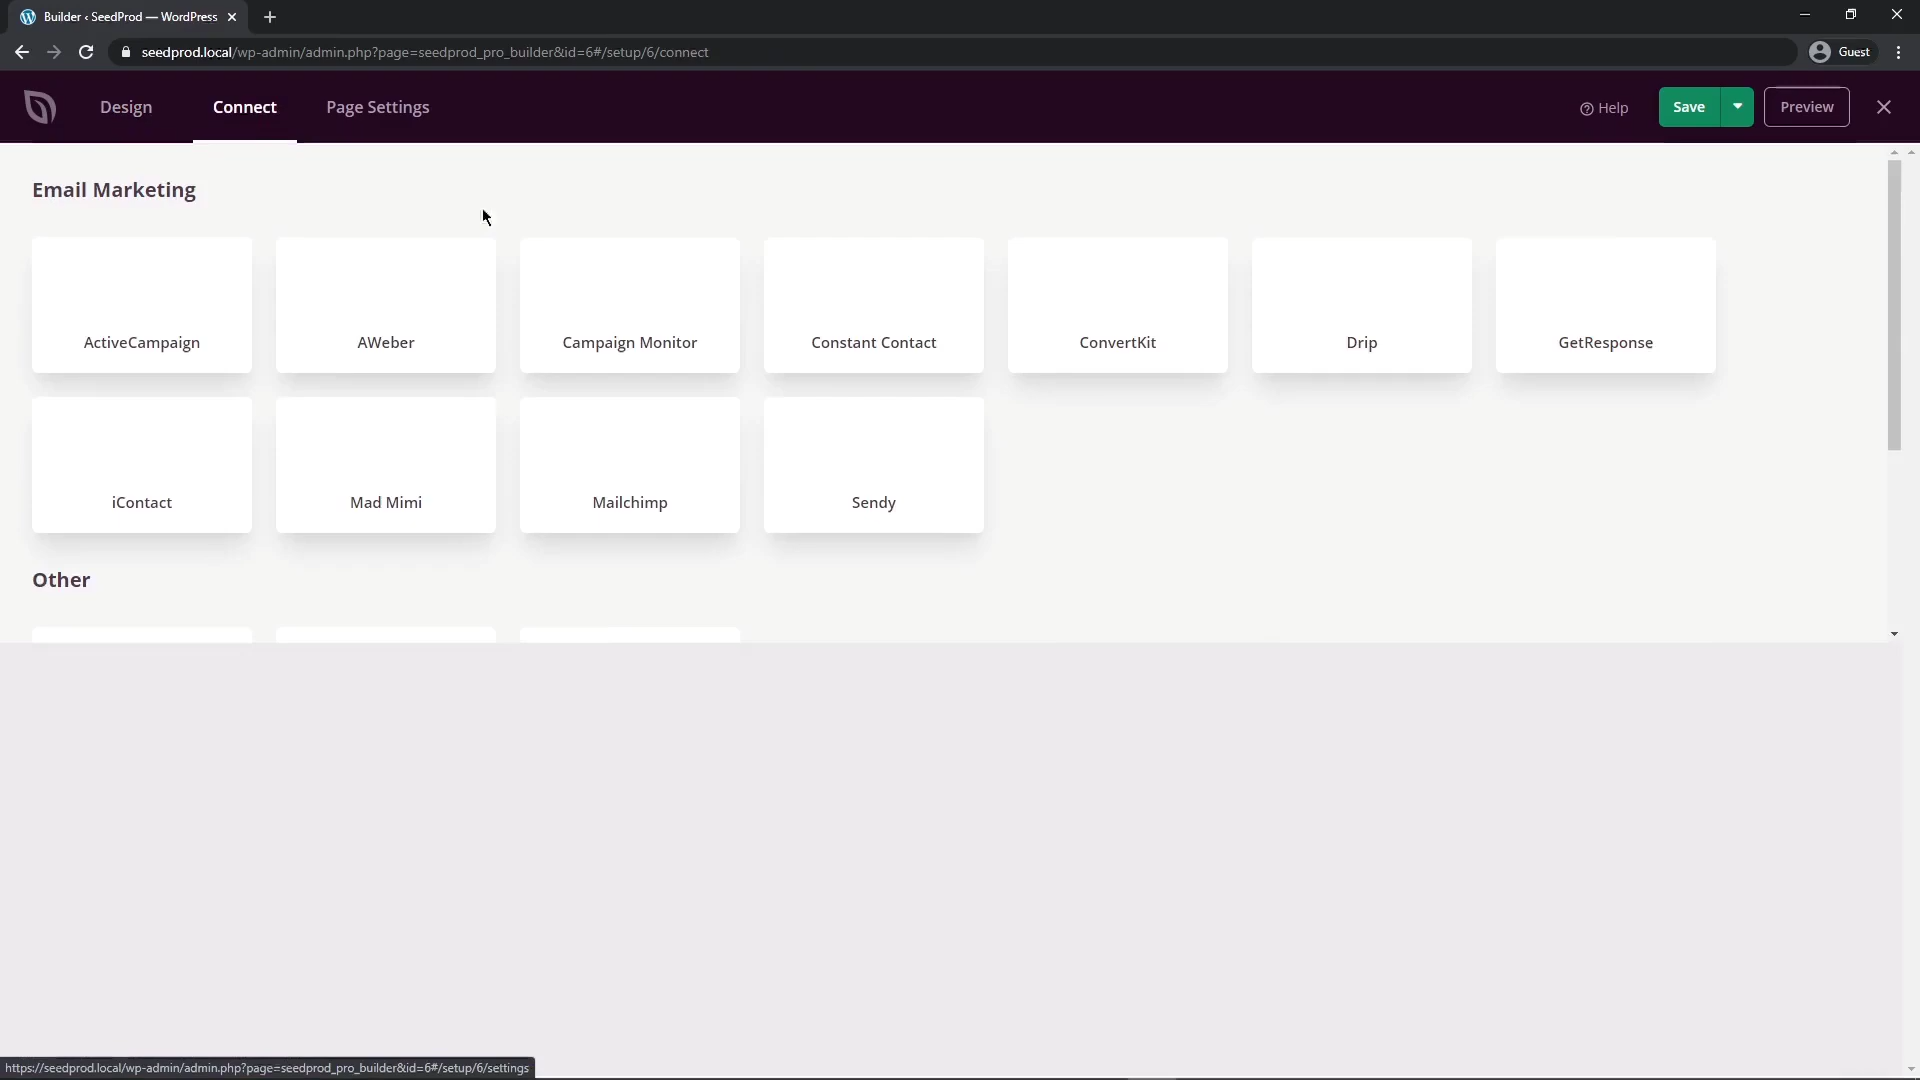 Builder ‹ SeedProd — WordPress
seedprod.local/wp-admin/admin.php?page=seedprod_pro_builder&id=6#/setup/6/connect
Guest
Design
Connect
Page Settings
Help
Save
Preview
Email Marketing
ActiveCampaign
AWeber
Campaign Monitor
Constant Contact
ConvertKit
Drip
GetResponse
iContact
Mad Mimi
Mailchimp
Sendy
Other
https://seedprod.local/wp-admin/admin.php?page=seedprod_pro_builder&id=6#/setup/6/settings